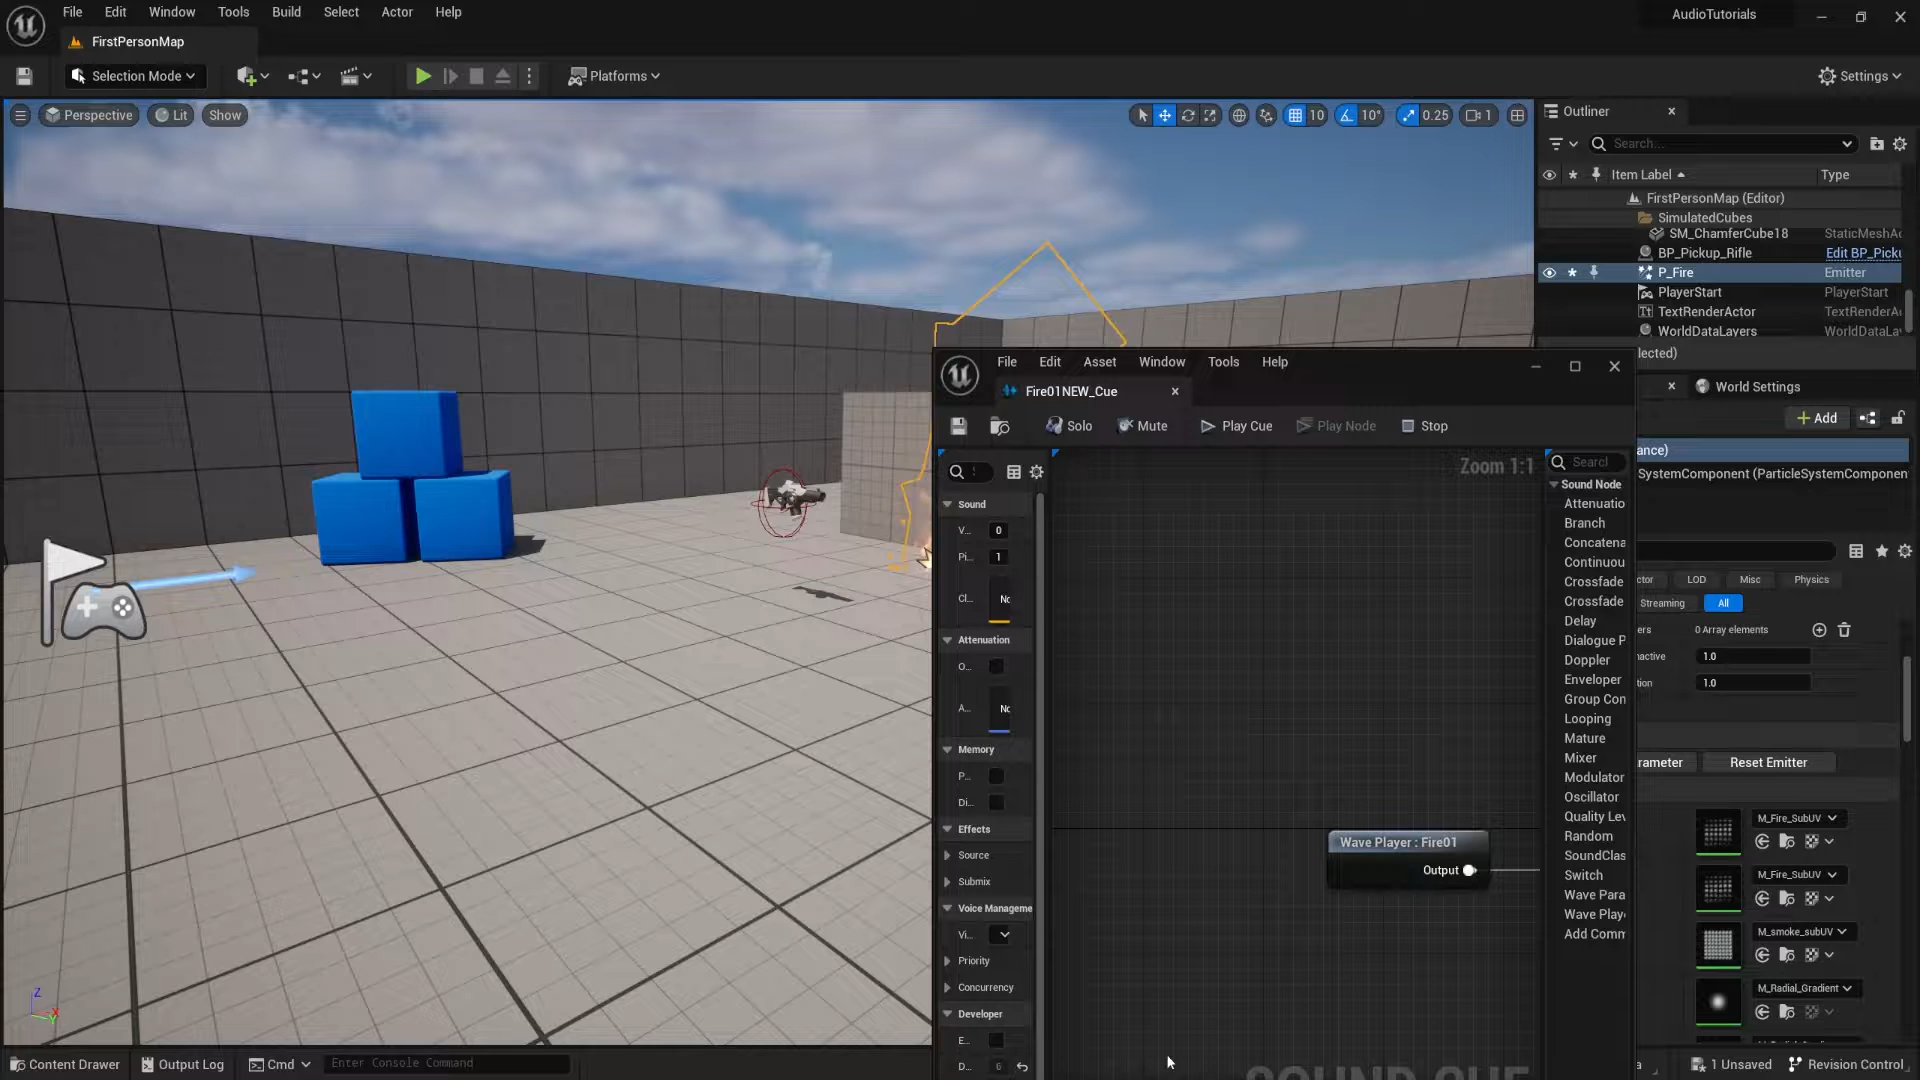 File Edit Window Tools Build Select Actor Help
AudioTutorials
FirstPersonMap
Selection Mode
Platforms
Settings
Perspective Lit Show
10 10° 0.25 1
Outliner
Search...
Item Label Type
FirstPersonMap (Editor)
SimulatedCubes
SM_ChamferCube18 StaticMeshAc
BP_Pickup_Rifle Edit BP_Picku
P_Fire Emitter
PlayerStart PlayerStart
TextRenderActor TextRenderA
WorldDataLayers WorldDataLa
lected)
World Settings
Add
ance)
SystemComponent (ParticleSystemComponen
ctor LOD Misc Physics
Streaming All
ers 0 Array elements
nactive 1.0
tion 1.0
rameter Reset Emitter
M_Fire_SubUV
M_Fire_SubUV
M_smoke_subUV
M_Radial_Gradient
File Edit Asset Window Tools Help
Fire01NEW_Cue
Solo Mute Play Cue Play Node Stop
Zoom 1:1
Sound
V... 0
Pi... 1
Cl... Nc
Attenuation
O...
A... Nc
Memory
P...
Di...
Effects
Source
Submix
Voice Manageme
Vi...
Priority
Concurrency
Developer
E...
D... 6
Wave Player : Fire01
Output
SOUND CUE
Searcl
Sound Node
Attenuatio
Branch
Concatena
Continuou
Crossfade
Crossfade
Delay
Dialogue P
Doppler
Enveloper
Group Con
Looping
Mature
Mixer
Modulator
Oscillator
Quality Lev
Random
SoundClas
Switch
Wave Para
Wave Play
Add Comm
Z
X
Y
Content Drawer Output Log Cmd Enter Console Command
a 1 Unsaved Revision Control